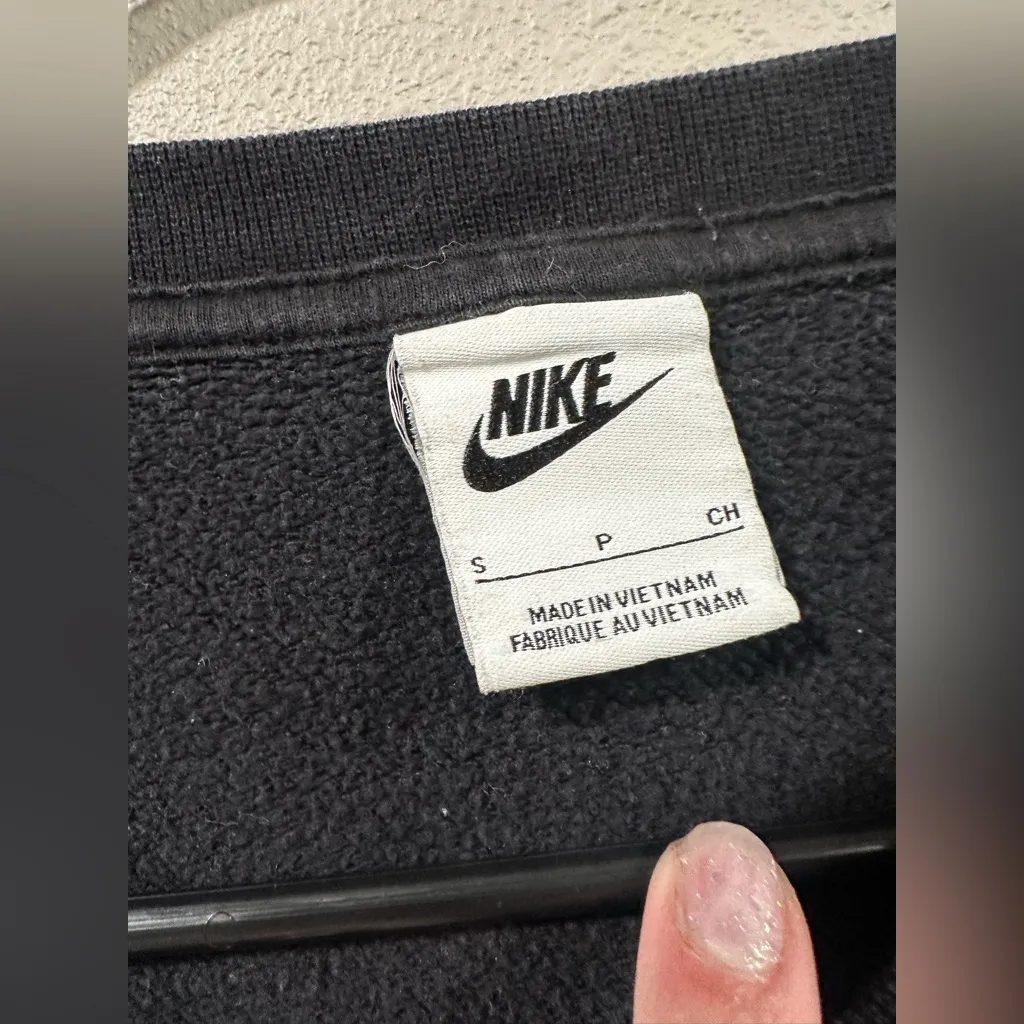 NIKE
S P CH
MADE IN VIETNAM
FABRIQUE AU VIETNAM